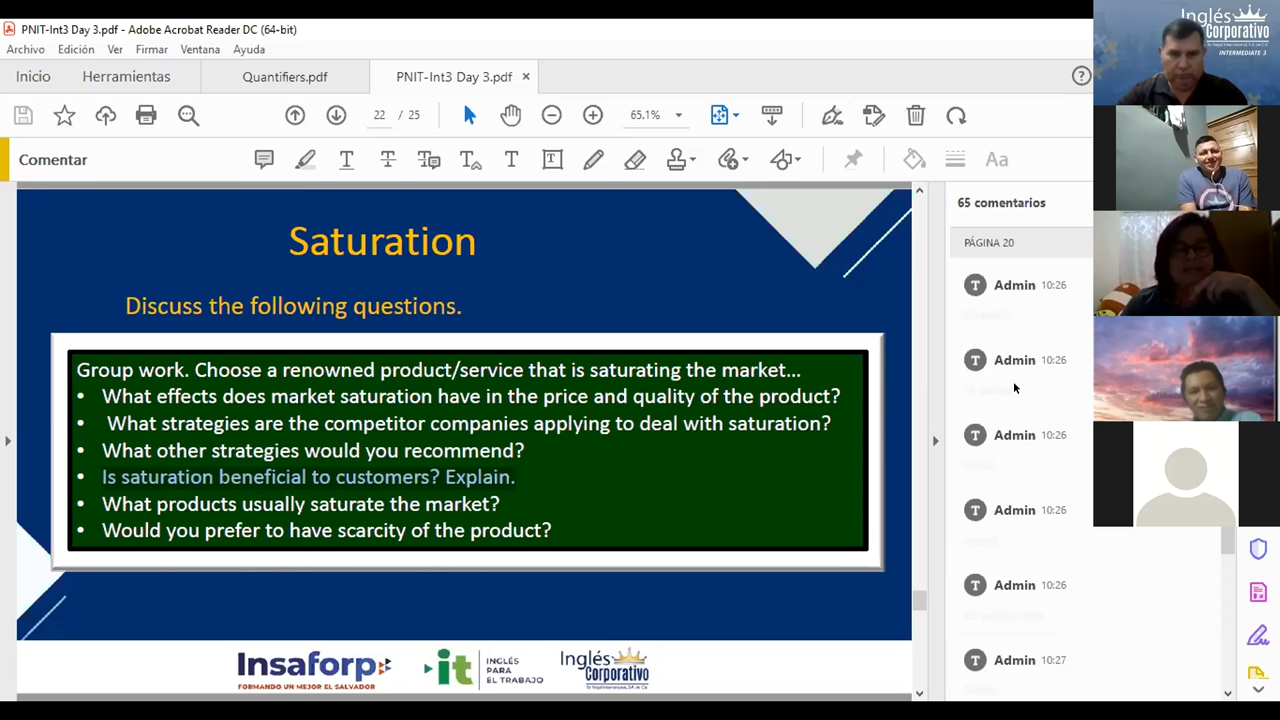 PNIT-Int3 Day 3.pdf - Adobe Acrobat Reader DC (64-bit)
Archivo Edición Ver Firmar Ventana Ayuda
Inicio Herramientas Quantifiers.pdf PNIT-Int3 Day 3.pdf ×
22 / 25 65.1%
Comentar
Saturation
Discuss the following questions.
Group work. Choose a renowned product/service that is saturating the market...
• What effects does market saturation have in the price and quality of the product?
• What strategies are the competitor companies applying to deal with saturation?
• What other strategies would you recommend?
• Is saturation beneficial to customers? Explain.
• What products usually saturate the market?
• Would you prefer to have scarcity of the product?
Insaforp
FORMANDO UN MEJOR EL SALVADOR
it
INGLÉS
PARA
EL TRABAJO
Inglés
Corporativo
65 comentarios
PÁGINA 20
Admin 10:26
Admin 10:26
Admin 10:26
Admin 10:26
Admin 10:26
Admin 10:27
Inglés
Corporativo
INTERMEDIATE 3